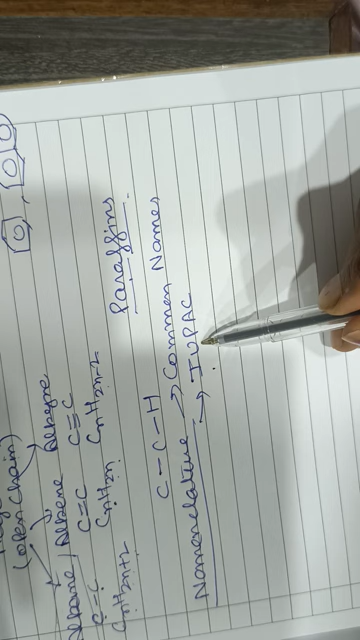 (open chain)
Alkane / Alkene Alkyne
C-C C=C C≡C
CnH2n+2 CnH2n CnH2n-2
Paraffins
C-C-H
Nomenclature → Common Names
→ IUPAC